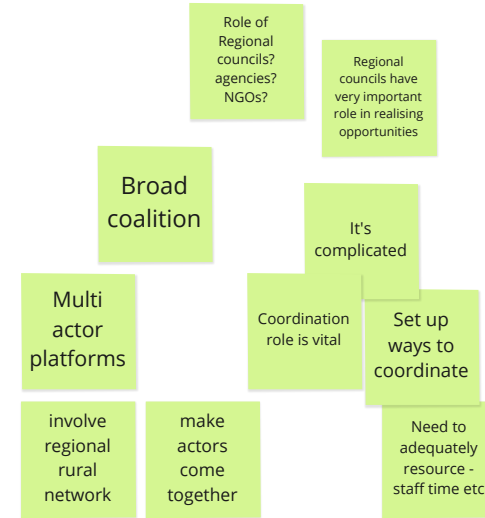 Role of
Regional
councils?
agencies?
NGOs?
Regional
councils have
very important
role in realising
opportunities
Broad
coalition
It's
complicated
Multi
actor
platforms
Coordination
role is vital
Set up
ways to
coordinate
involve
regional
rural
network
make
actors
come
together
Need to
adequately
resource -
staff time etc